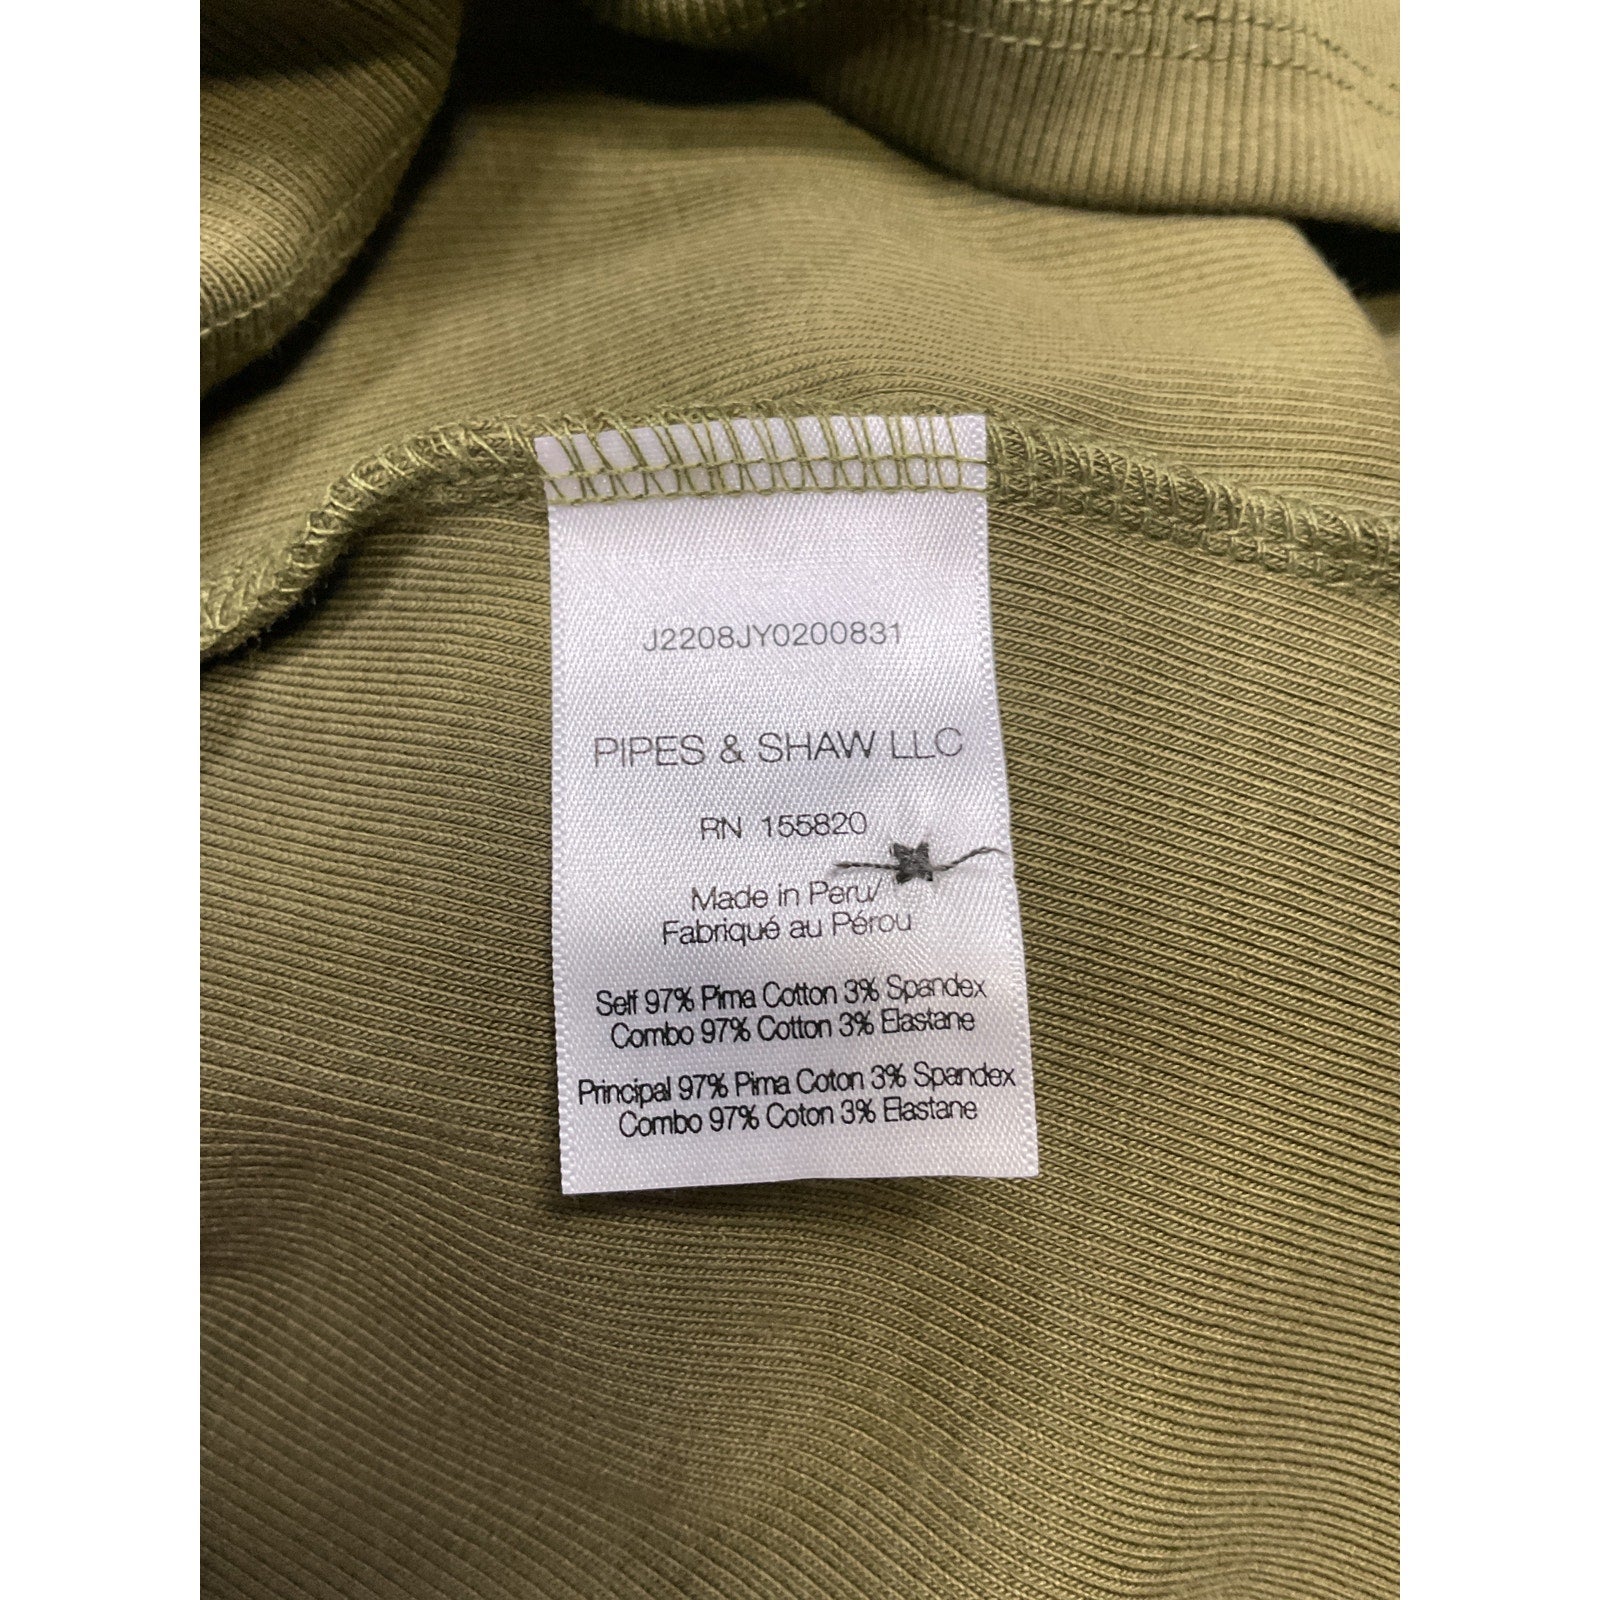 J2208JY0200831
PIPES & SHAW LLC
RN 155820
Made in Peru/
Fabriqué au Pérou
Self 97% Pima Cotton 3% Spandex
Combo 97% Cotton 3% Elastane
Principal 97% Pima Coton 3% Spandex
Combo 97% Coton 3% Elastane